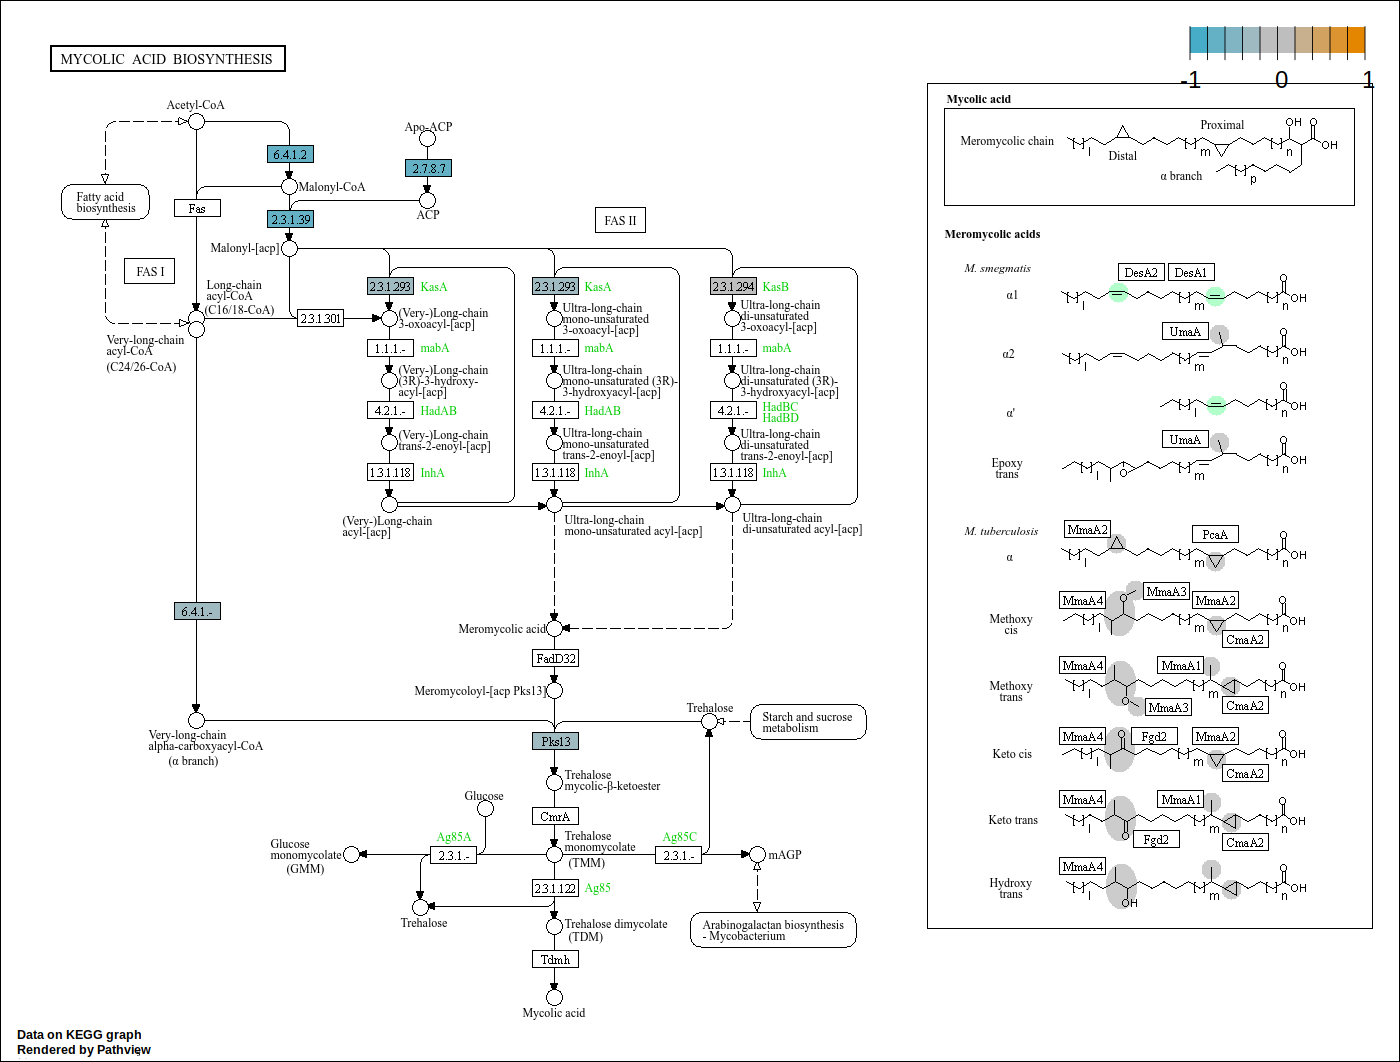 MYCOLIC ACID BIOSYNTHESIS
-1 0 1
Acetyl-CoA
6.4.1.2
Apo-ACP
2.7.8.7
Malonyl-CoA
Fatty acid
biosynthesis
Fas
2.3.1.39
ACP
FAS II
Malonyl-[acp]
FAS I
Long-chain
acyl-CoA
(C16/18-CoA)
2.3.1.301
Very-long-chain
acyl-CoA
(C24/26-CoA)
2.3.1.293 KasA
(Very-)Long-chain
3-oxoacyl-[acp]
1.1.1.- mabA
(Very-)Long-chain
(3R)-3-hydroxy-
acyl-[acp]
4.2.1.- HadAB
(Very-)Long-chain
trans-2-enoyl-[acp]
1.3.1.118 InhA
(Very-)Long-chain
acyl-[acp]
2.3.1.293 KasA
Ultra-long-chain
mono-unsaturated
3-oxoacyl-[acp]
1.1.1.- mabA
Ultra-long-chain
mono-unsaturated (3R)-
3-hydroxyacyl-[acp]
4.2.1.- HadAB
Ultra-long-chain
mono-unsaturated
trans-2-enoyl-[acp]
1.3.1.118 InhA
Ultra-long-chain
mono-unsaturated acyl-[acp]
2.3.1.294 KasB
Ultra-long-chain
di-unsaturated
3-oxoacyl-[acp]
1.1.1.- mabA
Ultra-long-chain
di-unsaturated (3R)-
3-hydroxyacyl-[acp]
4.2.1.- HadBC
HadBD
Ultra-long-chain
di-unsaturated
trans-2-enoyl-[acp]
1.3.1.118 InhA
Ultra-long-chain
di-unsaturated acyl-[acp]
6.4.1.-
Meromycolic acid
FadD32
Meromycoloyl-[acp Pks13]
Very-long-chain
alpha-carboxyacyl-CoA
(α branch)
Trehalose
Starch and sucrose
metabolism
Pks13
Trehalose
mycolic-β-ketoester
Glucose
CmrA
Ag85A
2.3.1.-
Glucose
monomycolate
(GMM)
Trehalose
monomycolate
(TMM)
Ag85C
2.3.1.-
mAGP
2.3.1.122 Ag85
Trehalose
Trehalose dimycolate
(TDM)
Arabinogalactan biosynthesis
- Mycobacterium
Tdmh
Mycolic acid
Mycolic acid
Meromycolic chain
Distal
Proximal
α branch
l m n p
OH O OH
Meromycolic acids
M. smegmatis
DesA2 DesA1
α1
l m n O OH
UmaA
α2
l m n O OH
α'
l n O OH
UmaA
Epoxy
trans
l O m n O OH
M. tuberculosis
MmaA2 PcaA
α
l m n O OH
MmaA4 MmaA3 MmaA2
Methoxy
cis
CmaA2
l O m n O OH
MmaA4 MmaA1
Methoxy
trans
MmaA3 CmaA2
l O m n O OH
MmaA4 Fgd2 MmaA2
Keto cis
CmaA2
l O m n O OH
MmaA4 MmaA1
Keto trans
Fgd2 CmaA2
l O m n O OH
MmaA4
Hydroxy
trans
l OH m n O OH
Data on KEGG graph
Rendered by Pathview